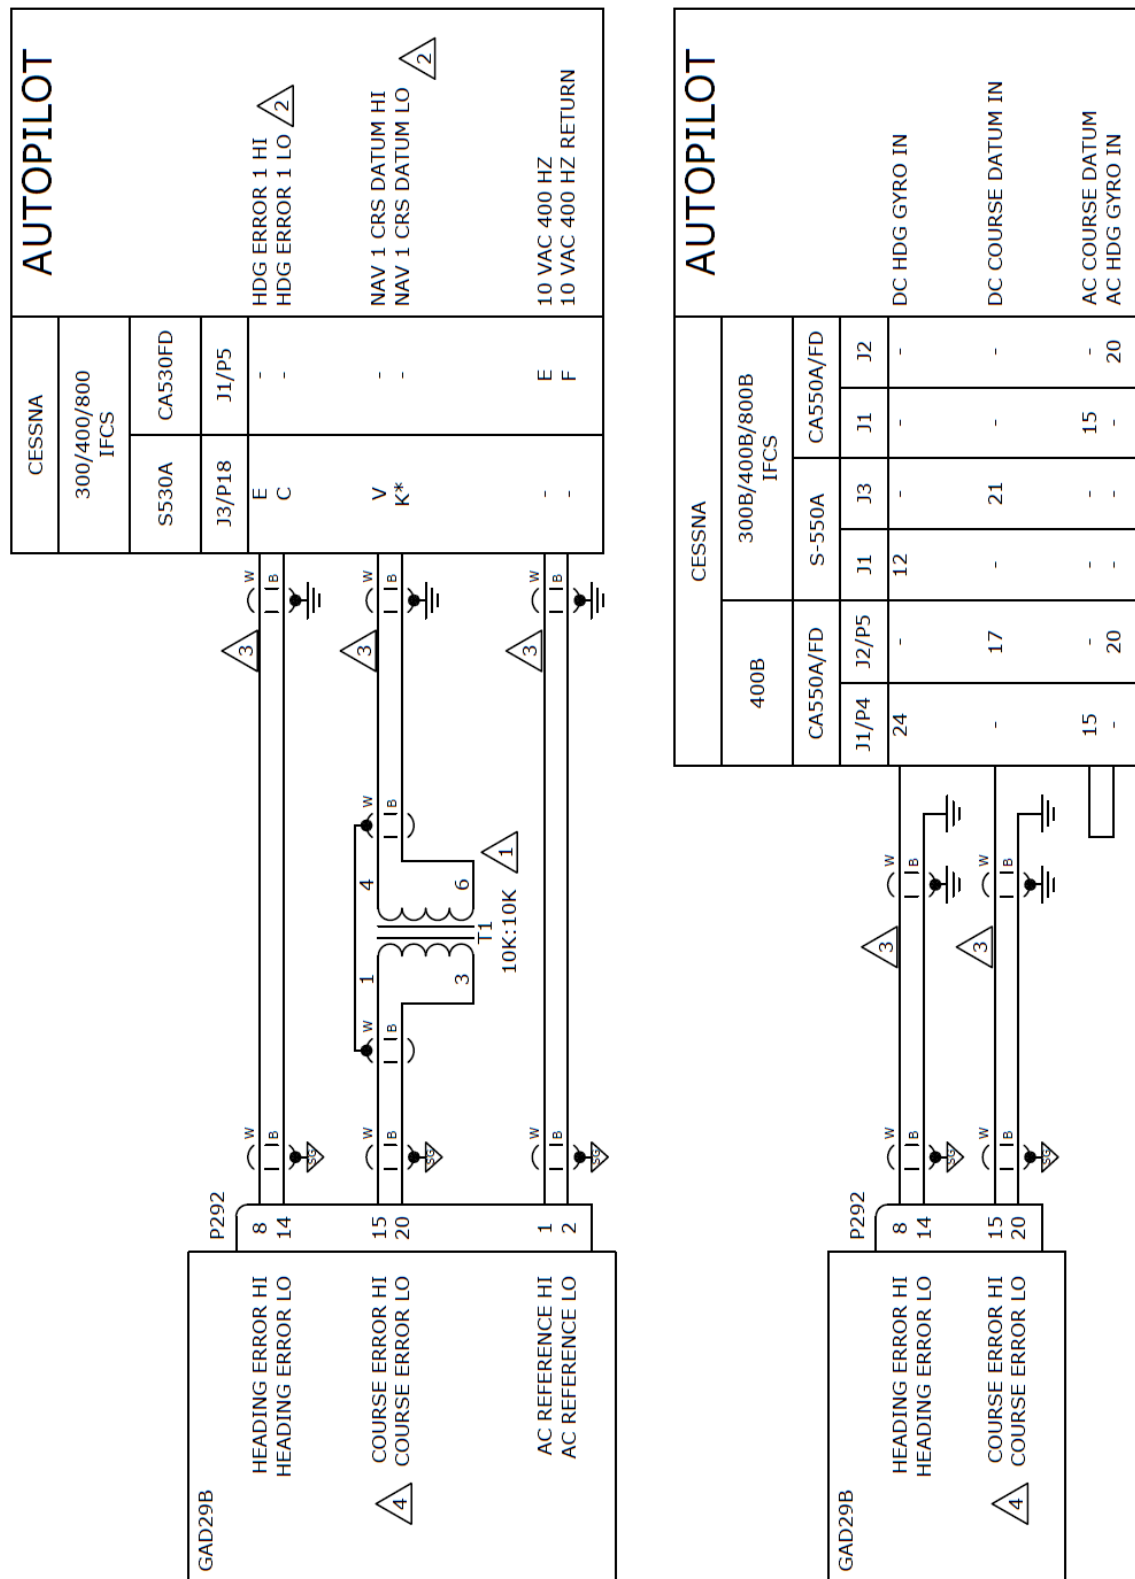 GAD29B
HEADING ERROR HI
HEADING ERROR LO
4
COURSE ERROR HI
COURSE ERROR LO
AC REFERENCE HI
AC REFERENCE LO
P292
8
14
15
20
1
2
SG
W
B
SG
W
B
SG
W
B
W
B
1
3
4
6
T1
10K:10K
1
W
B
3
W
B
3
W
B
3
W
B
CESSNA
AUTOPILOT
300/400/800
IFCS
S530A
CA530FD
J3/P18
J1/P5
E - HDG ERROR 1 HI
C - HDG ERROR 1 LO
2
V - NAV 1 CRS DATUM HI
K* - NAV 1 CRS DATUM LO
2
- E 10 VAC 400 HZ
- F 10 VAC 400 HZ RETURN
GAD29B
HEADING ERROR HI
HEADING ERROR LO
4
COURSE ERROR HI
COURSE ERROR LO
P292
8
14
15
20
SG
W
B
SG
W
B
3
W
B
3
W
B
CESSNA
AUTOPILOT
400B
300B/400B/800B
IFCS
CA550A/FD
S-550A
CA550A/FD
J1/P4
J2/P5
J1
J3
J1
J2
24 - 12 - - - DC HDG GYRO IN
- 17 - 21 - - DC COURSE DATUM IN
15 - - - 15 - AC COURSE DATUM
- 20 - - - 20 AC HDG GYRO IN